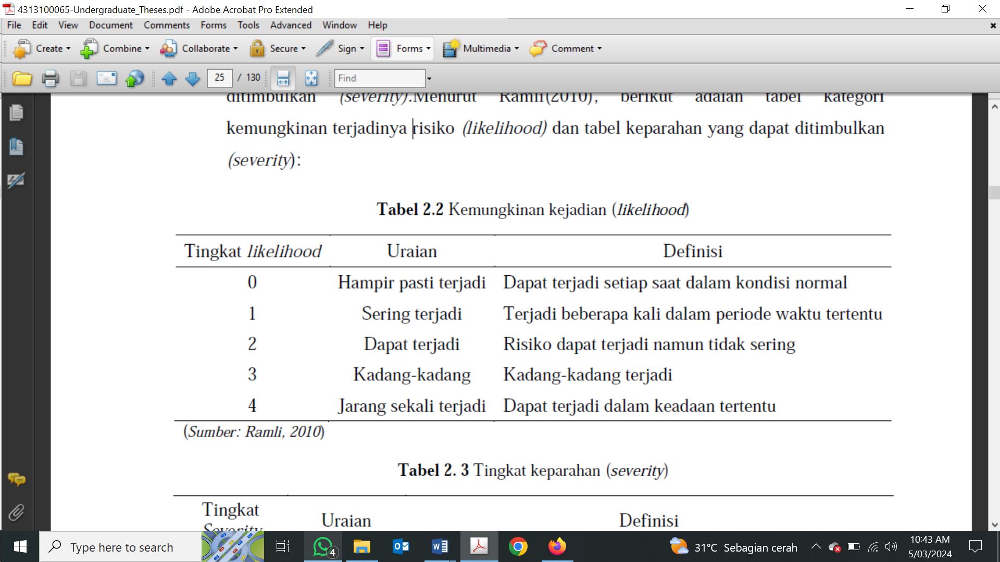 4313100065-Undergraduate_Theses.pdf - Adobe Acrobat Pro Extended
File Edit View Document Comments Forms Tools Advanced Window Help
Create Combine Collaborate Secure Sign Forms Multimedia Comment
25 / 130 Find
ditimbulkan (severity).Menurut Ramli(2010), berikut adalah tabel kategori
kemungkinan terjadinya risiko (likelihood) dan tabel keparahan yang dapat ditimbulkan
(severity):
Tabel 2.2 Kemungkinan kejadian (likelihood)
Tingkat likelihood Uraian Definisi
0 Hampir pasti terjadi Dapat terjadi setiap saat dalam kondisi normal
1 Sering terjadi Terjadi beberapa kali dalam periode waktu tertentu
2 Dapat terjadi Risiko dapat terjadi namun tidak sering
3 Kadang-kadang Kadang-kadang terjadi
4 Jarang sekali terjadi Dapat terjadi dalam keadaan tertentu
(Sumber: Ramli, 2010)
Tabel 2. 3 Tingkat keparahan (severity)
Tingkat
Severity Uraian Definisi
Type here to search
4
31°C Sebagian cerah
10:43 AM
5/03/2024